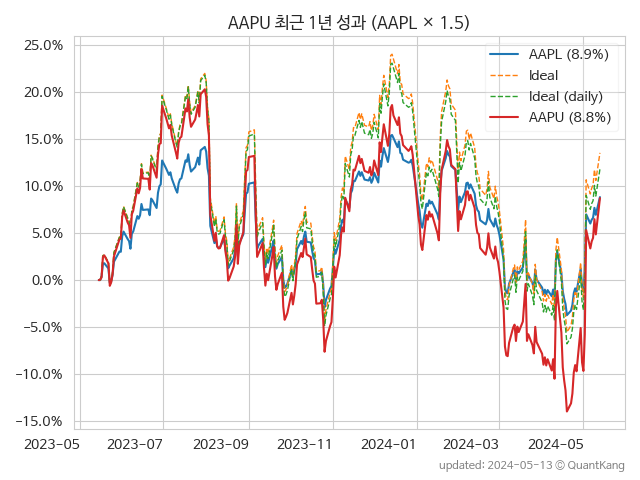 AAPU 최근 1년 성과 (AAPL × 1.5)
25.0%
20.0%
15.0%
10.0%
5.0%
0.0%
−5.0%
−10.0%
−15.0%
AAPL (8.9%)
Ideal
Ideal (daily)
AAPU (8.8%)
2023-05 2023-07 2023-09 2023-11 2024-01 2024-03 2024-05
updated: 2024-05-13 ⓒ QuantKang